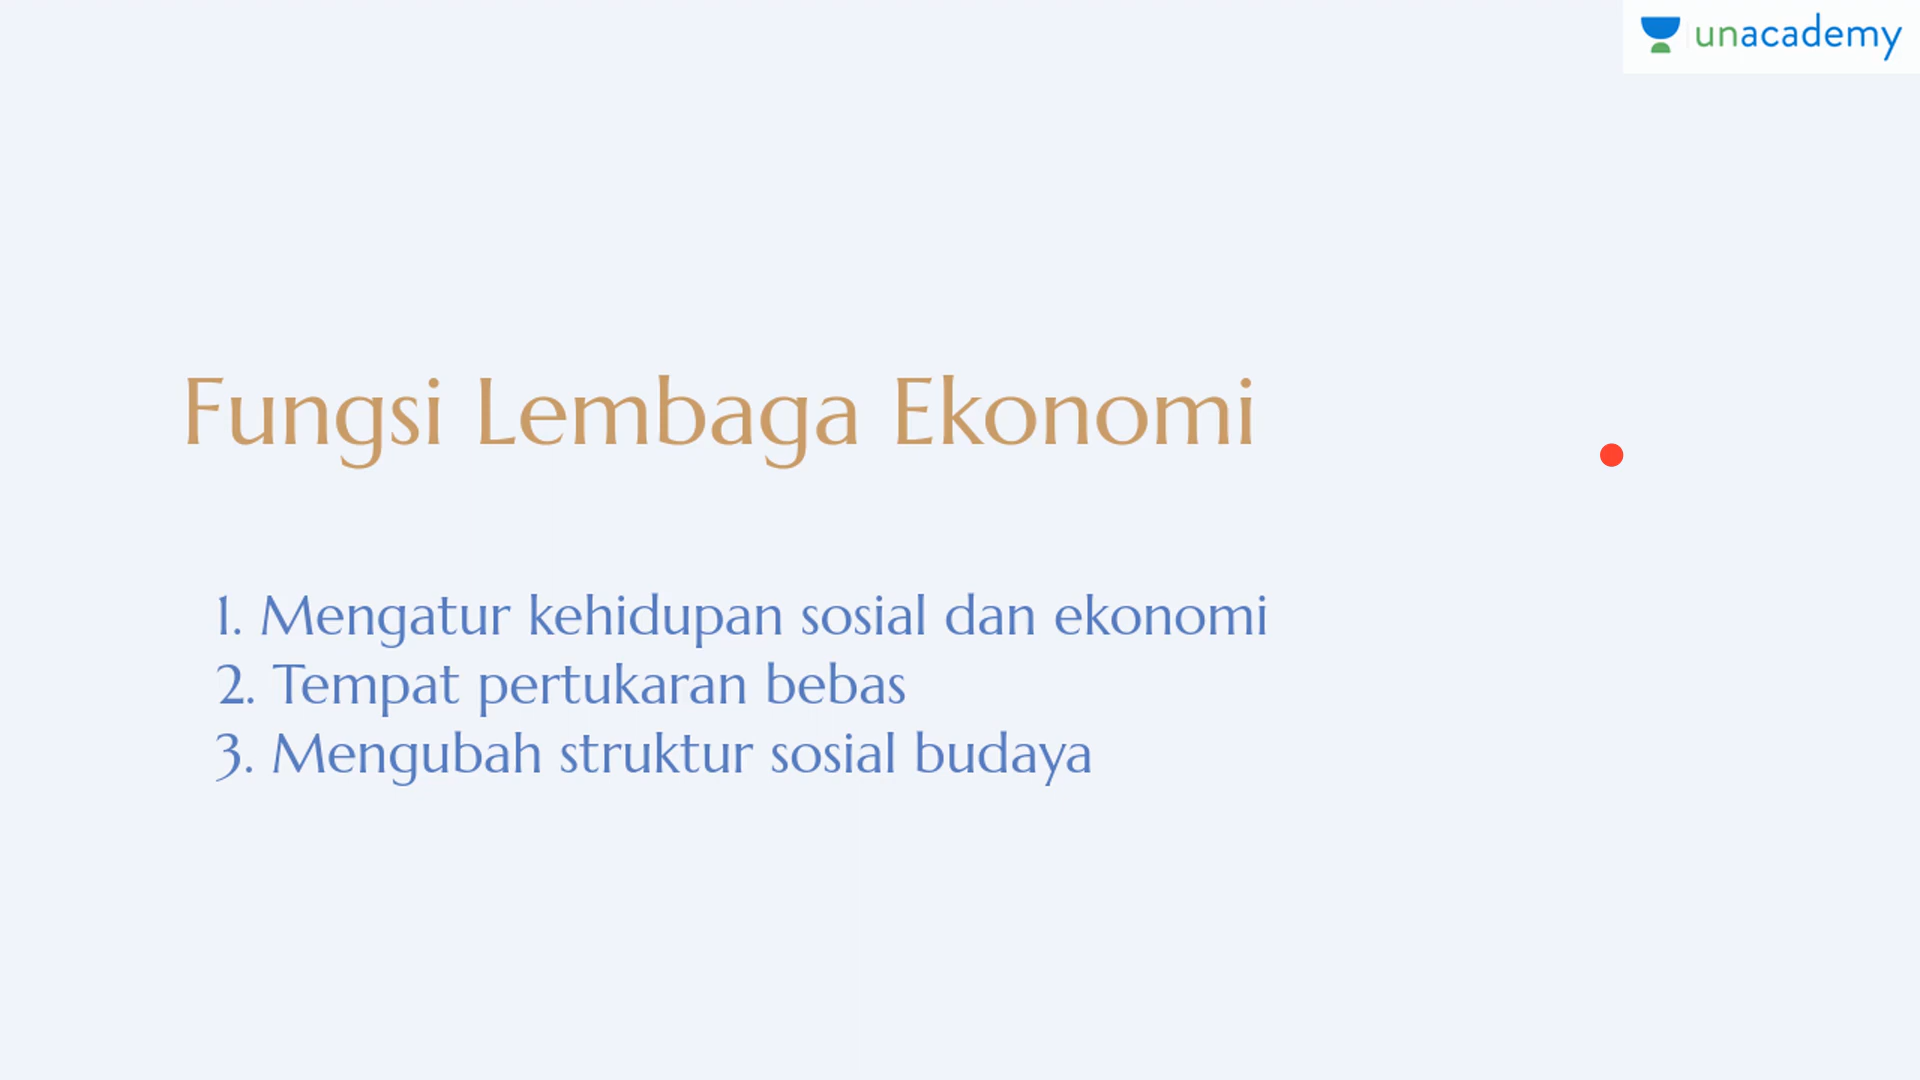 unacademy
Fungsi Lembaga Ekonomi
1. Mengatur kehidupan sosial dan ekonomi
2. Tempat pertukaran bebas
3. Mengubah struktur sosial budaya